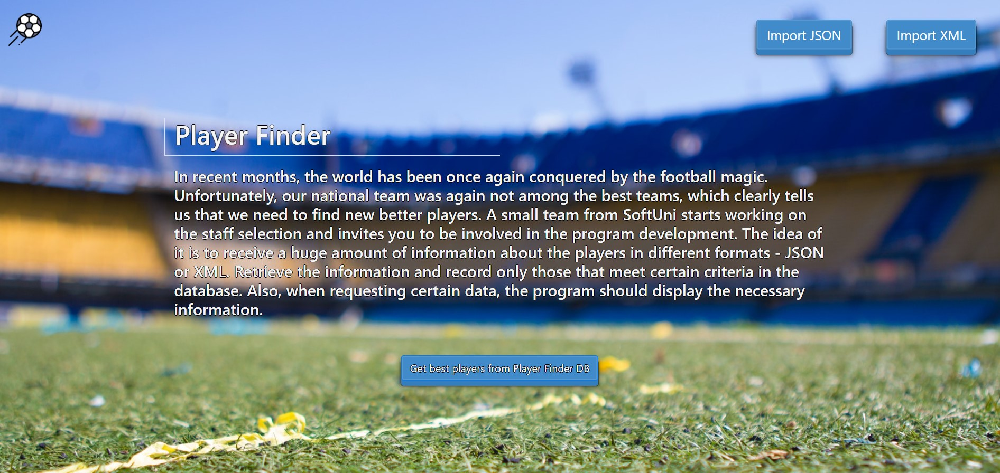 Import JSON
Import XML
Player Finder
In recent months, the world has been once again conquered by the football magic.
Unfortunately, our national team was again not among the best teams, which clearly tells
us that we need to find new better players. A small team from SoftUni starts working on
the staff selection and invites you to be involved in the program development. The idea of
it is to receive a huge amount of information about the players in different formats - JSON
or XML. Retrieve the information and record only those that meet certain criteria in the
database. Also, when requesting certain data, the program should display the necessary
information.
Get best players from Player Finder DB